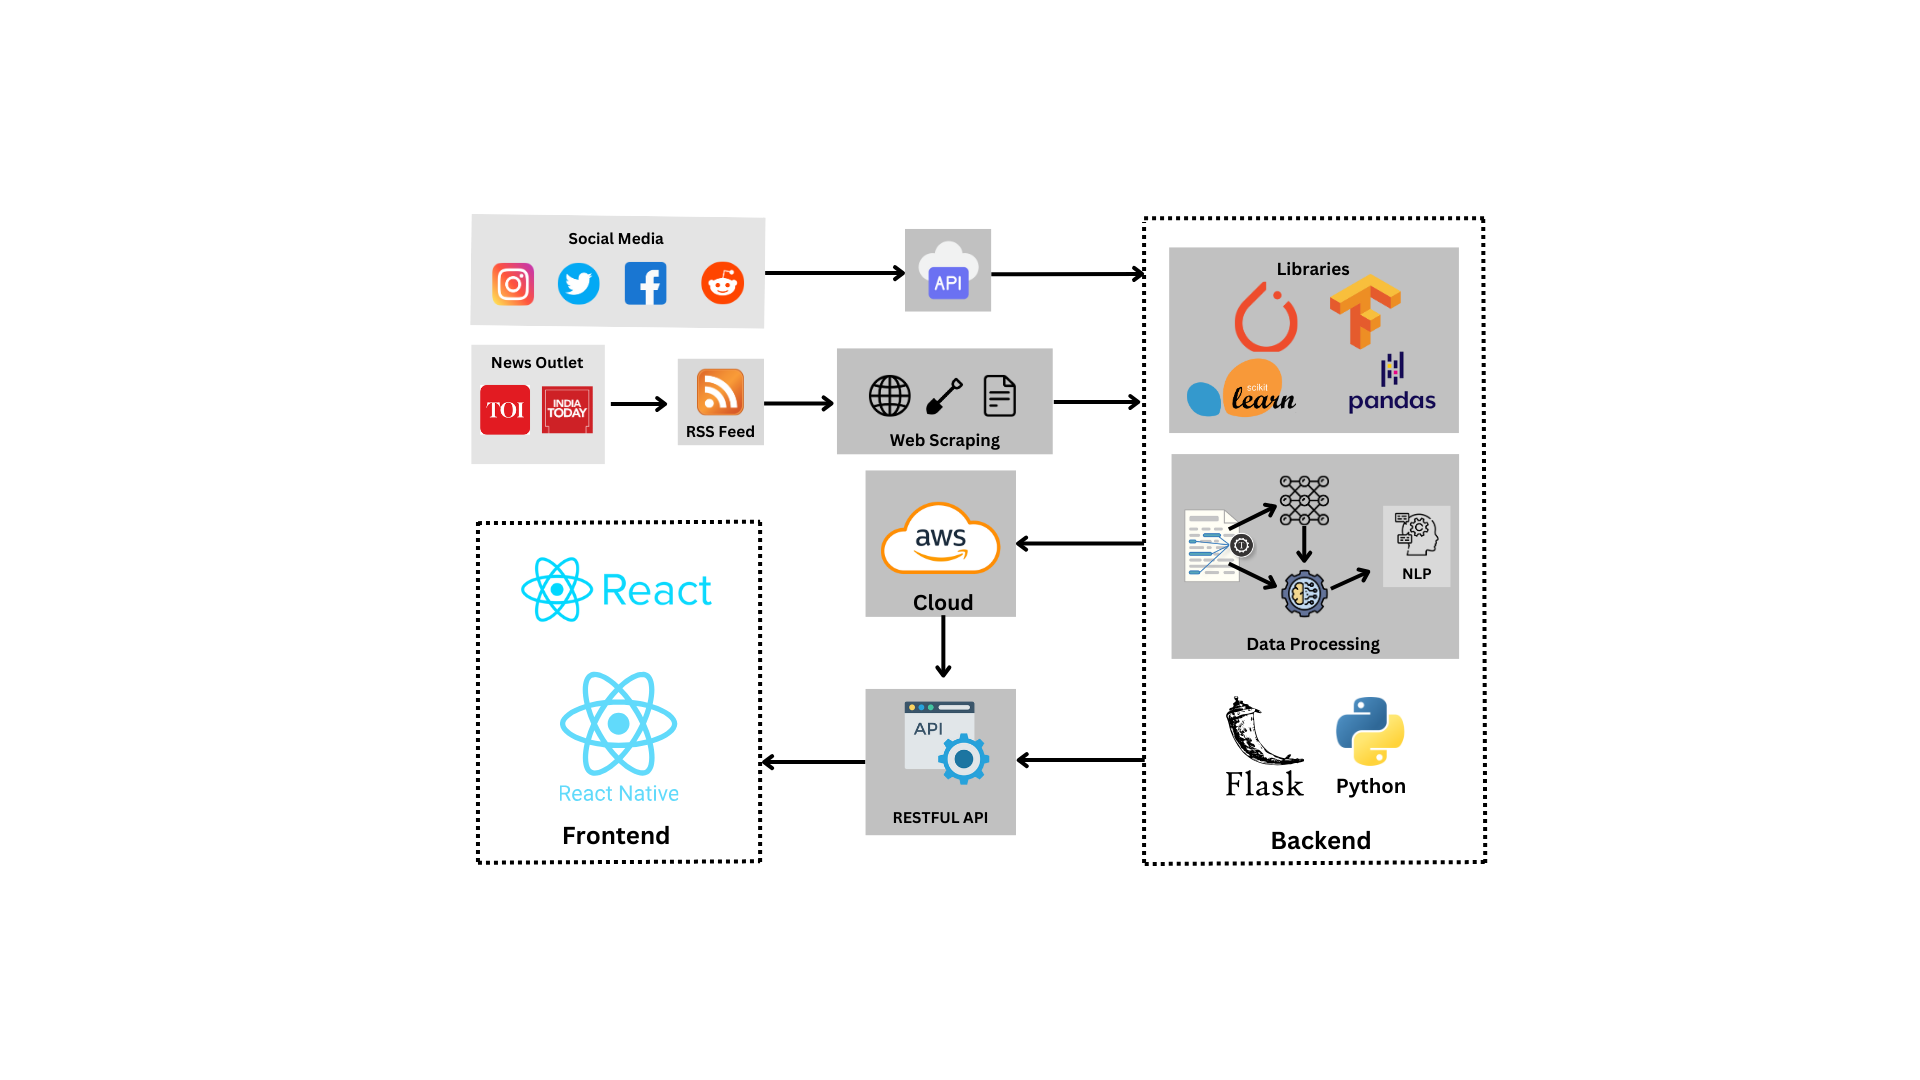 Social Media
API
News Outlet
TOI
INDIA
TODAY
RSS Feed
Web Scraping
Libraries
scikit
learn
pandas
aws
Cloud
NLP
Data Processing
React
React Native
Frontend
API
RESTFUL API
Flask
Python
Backend